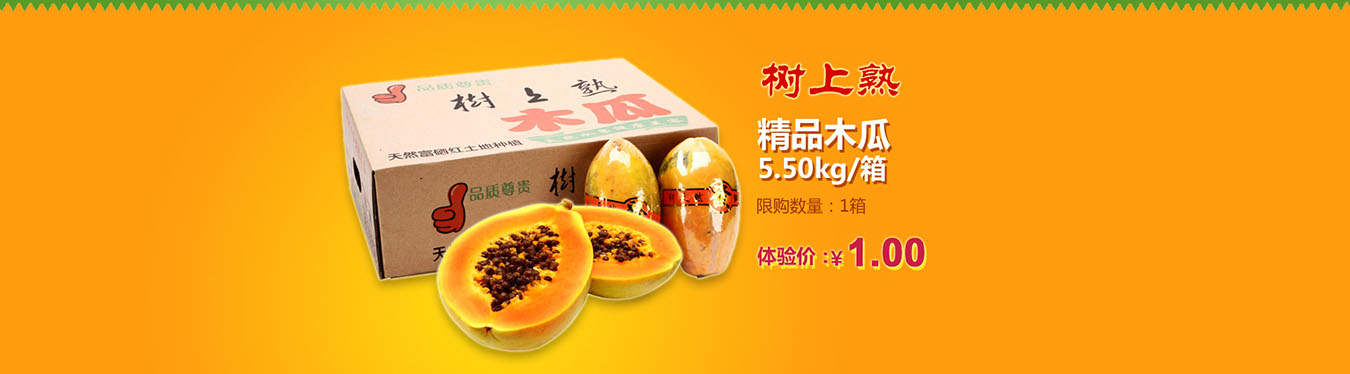 品质尊贵
樹上熟
木瓜
天然富硒红土地种植
品质尊贵
樹
天
树上熟
精品木瓜
5.50kg/箱
限购数量：1箱
体验价：¥1.00